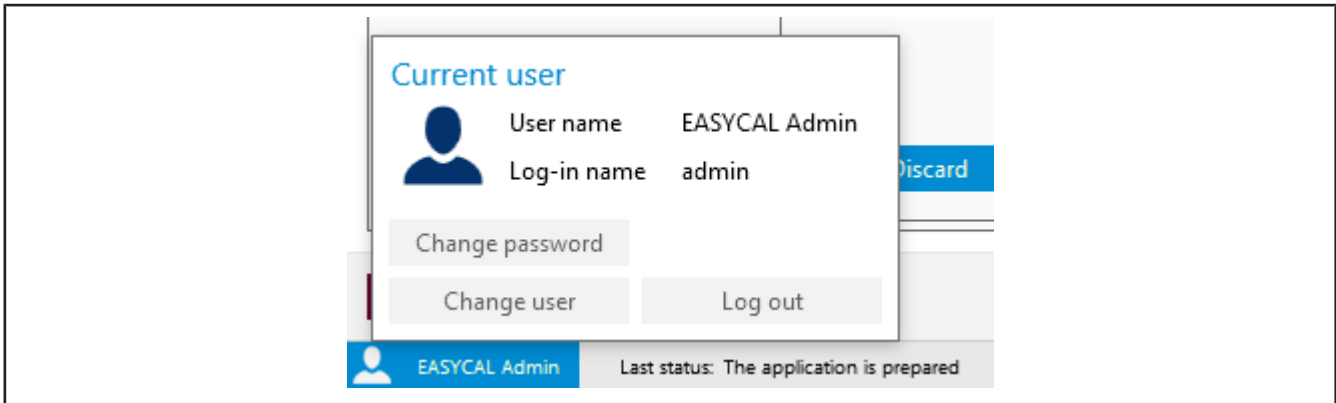 Current user
User name EASYCAL Admin
Log-in name admin
Discard
Change password
Change user Log out
EASYCAL Admin Last status: The application is prepared